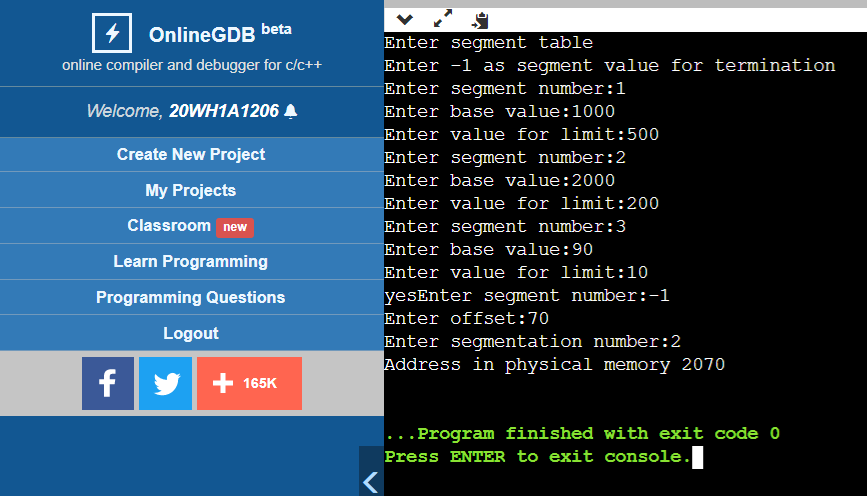 OnlineGDB beta
online compiler and debugger for c/c++
Welcome, 20WH1A1206
Create New Project
My Projects
Classroom new
Learn Programming
Programming Questions
Logout
165K
Enter segment table
Enter -1 as segment value for termination
Enter segment number:1
Enter base value:1000
Enter value for limit:500
Enter segment number:2
Enter base value:2000
Enter value for limit:200
Enter segment number:3
Enter base value:90
Enter value for limit:10
yesEnter segment number:-1
Enter offset:70
Enter segmentation number:2
Address in physical memory 2070
...Program finished with exit code 0
Press ENTER to exit console.